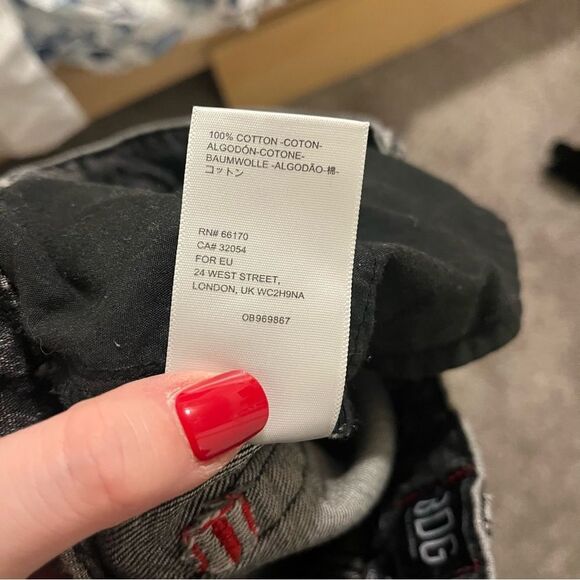 100% COTTON -COTON-
ALGODÓN-COTONE-
BAUMWOLLE -ALGODÃO-棉-
コットン
RN# 66170
CA# 32054
FOR EU
24 WEST STREET,
LONDON, UK WC2H9NA
OB969867
BDG